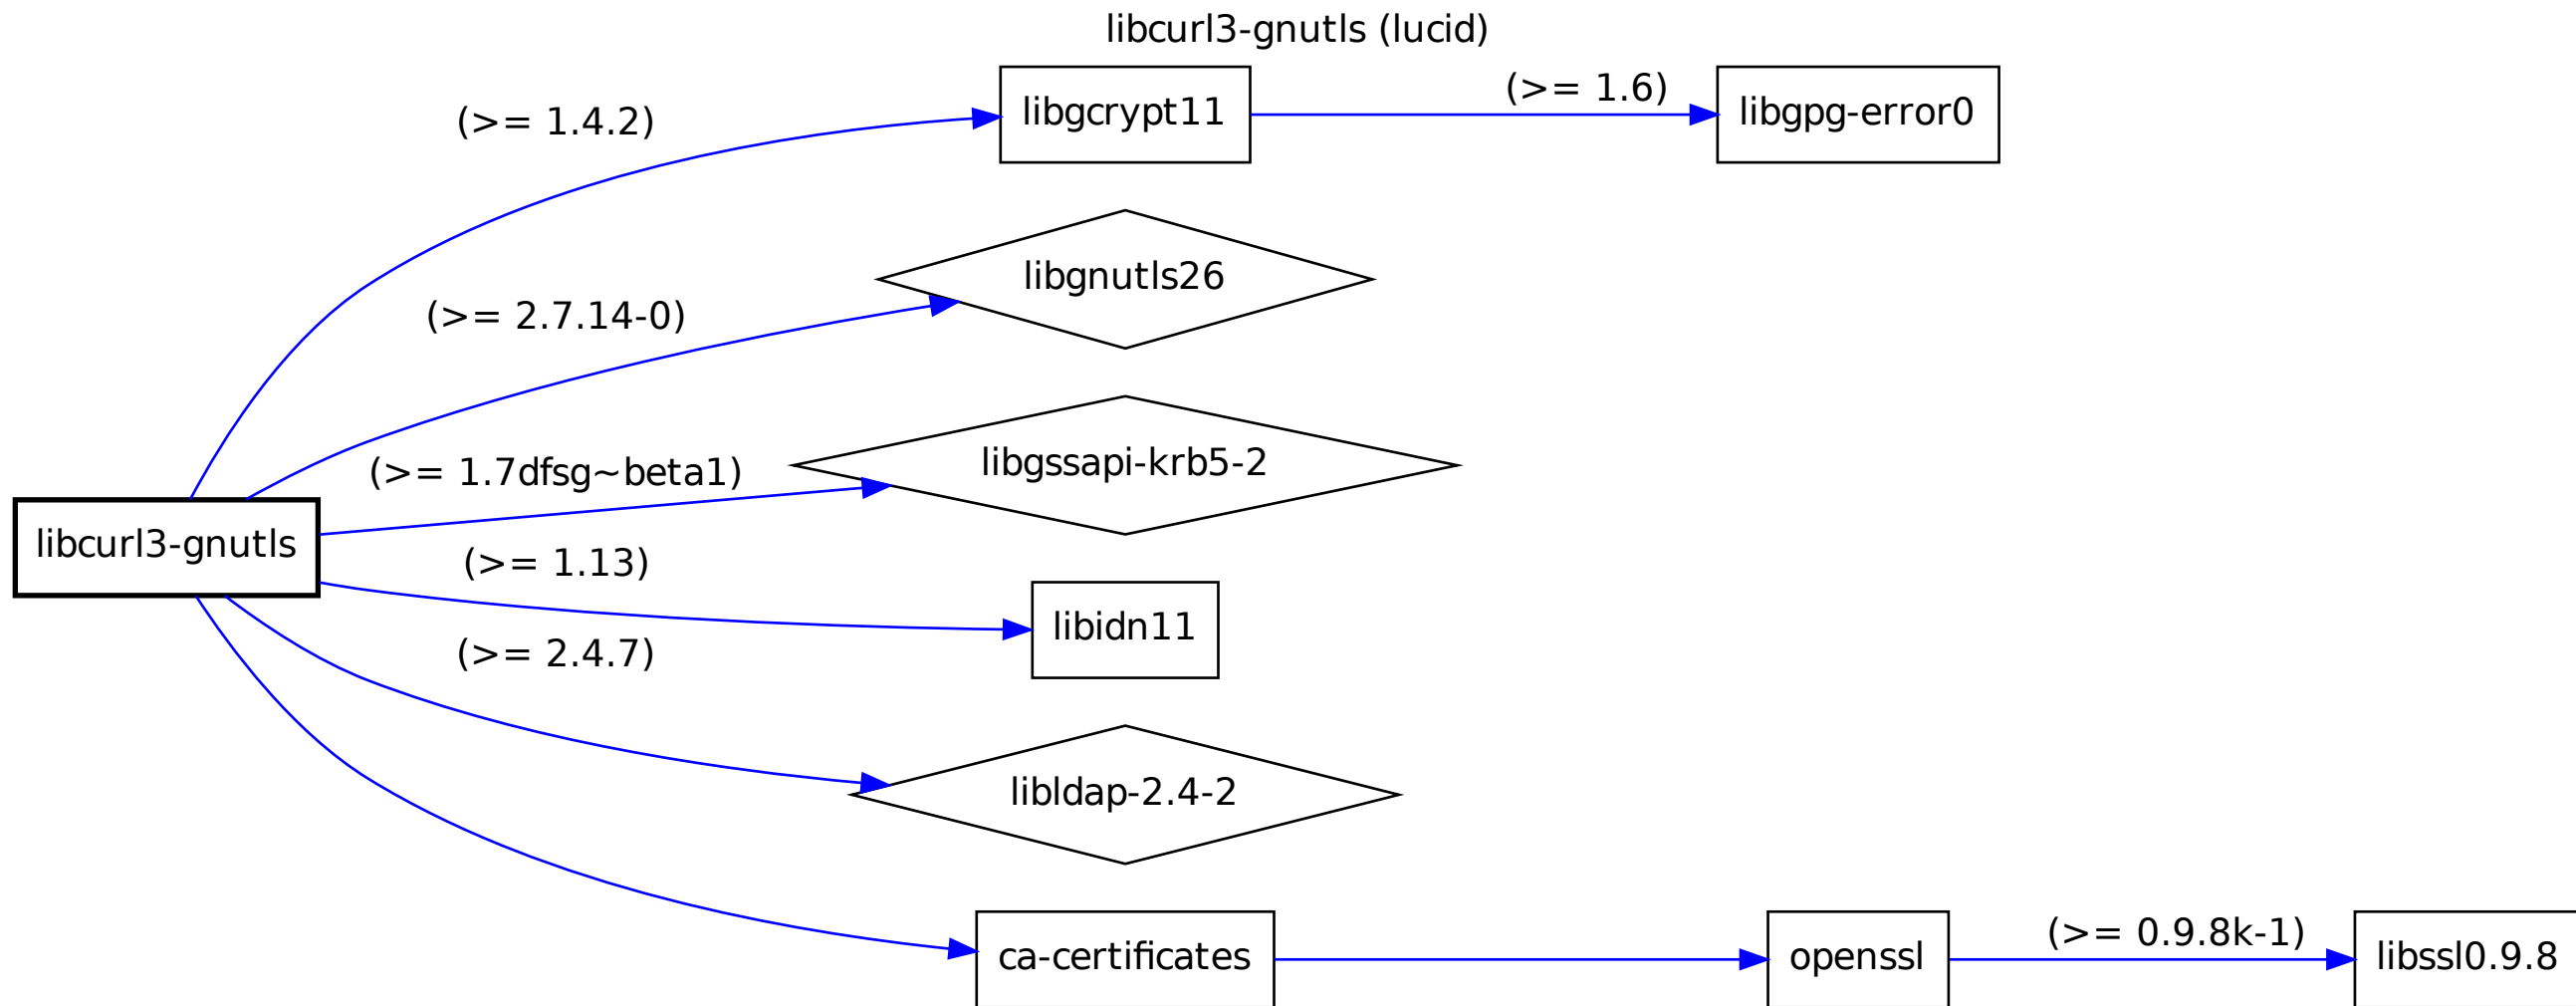 libcurl3-gnutls (lucid)
(>= 1.4.2)
libgcrypt11
(>= 1.6)
libgpg-error0
(>= 2.7.14-0)
libgnutls26
(>= 1.7dfsg~beta1)
libgssapi-krb5-2
libcurl3-gnutls
(>= 1.13)
libidn11
(>= 2.4.7)
libldap-2.4-2
ca-certificates
openssl
(>= 0.9.8k-1)
libssl0.9.8